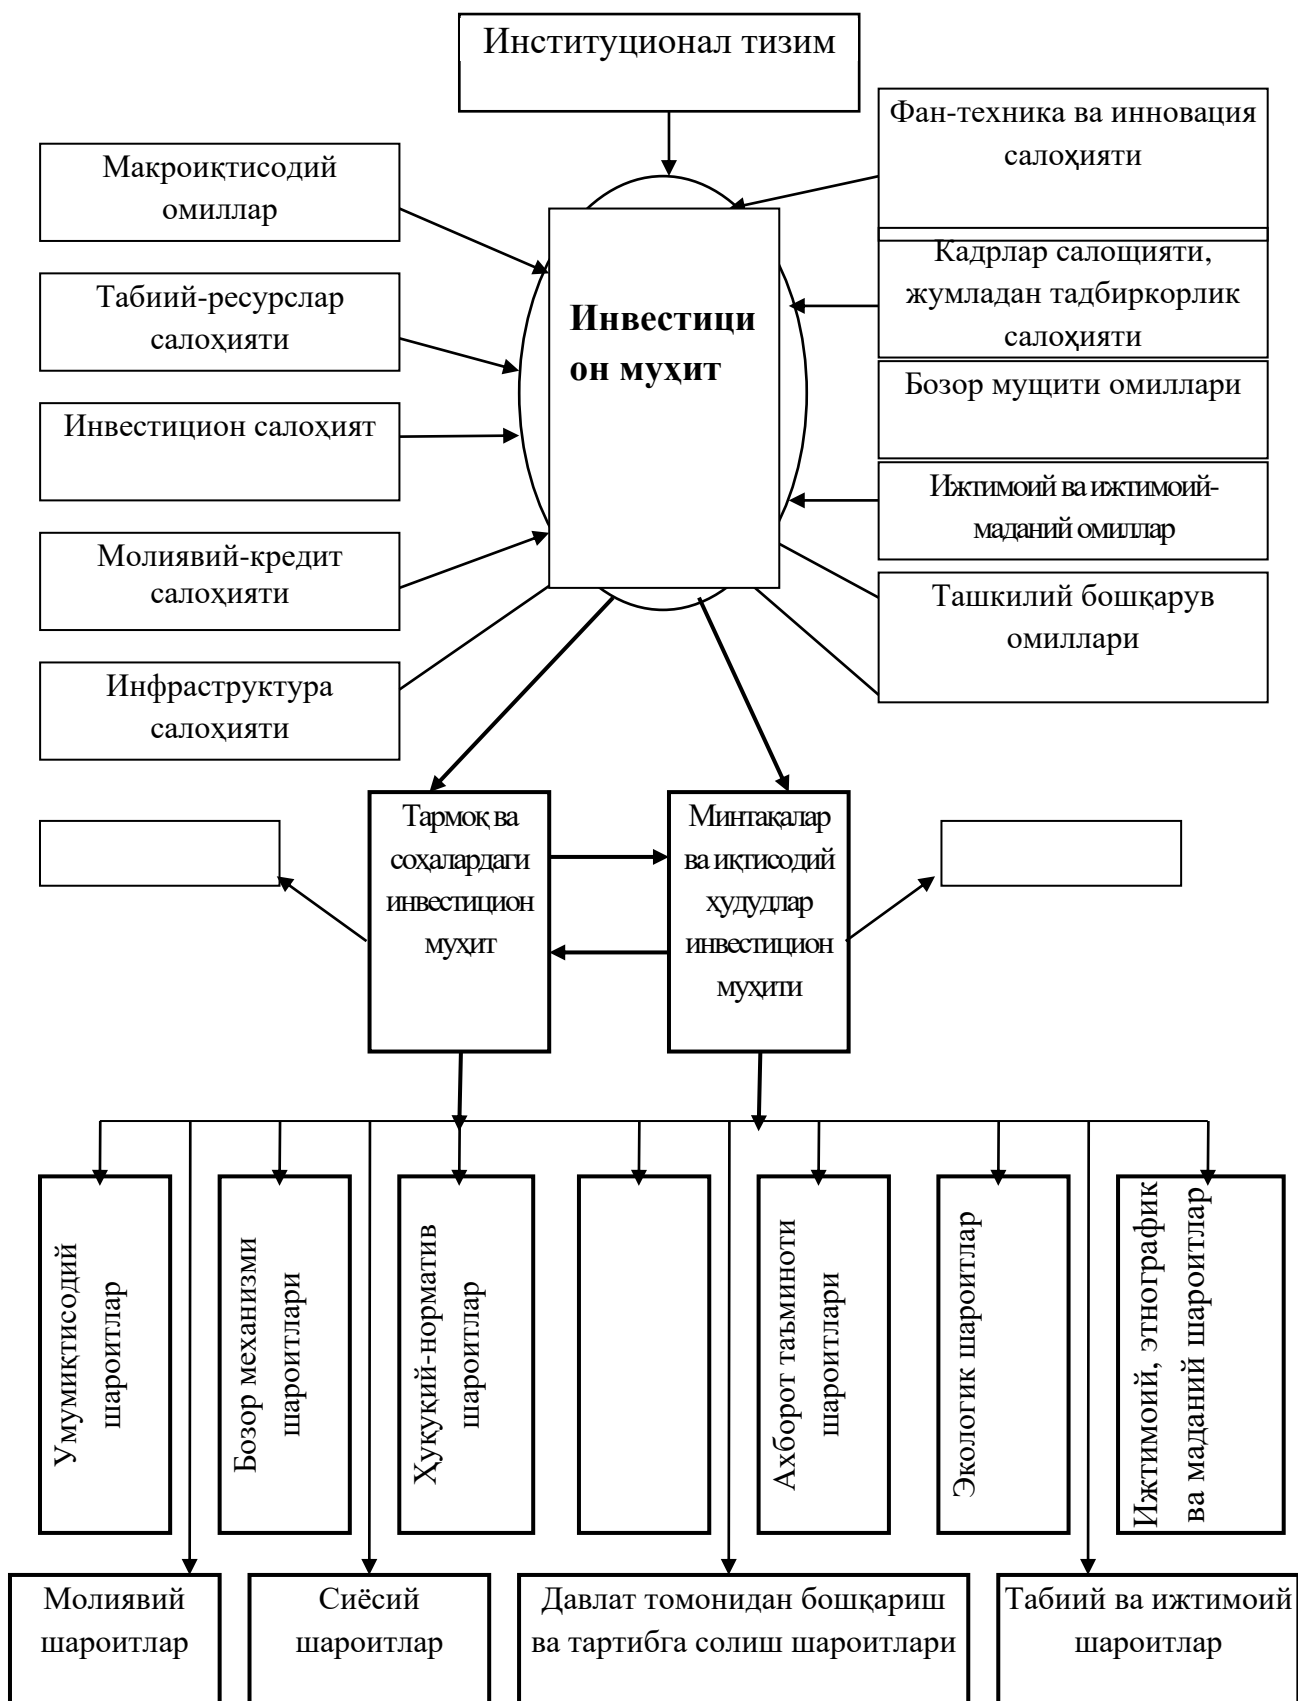 Институционал тизим
Макроиқтисодий
омиллар
Табиий-ресурслар
салоҳияти
Инвестицион салоҳият
Молиявий-кредит
салоҳияти
Инфраструктура
салоҳияти
Инвестици
он муҳит
Фан-техника ва инновация
салоҳияти
Кадрлар салощияти,
жумладан тадбиркорлик
салоҳияти
Бозор мущити омиллари
Ижтимоий ва ижтимоий-
маданий омиллар
Ташкилий бошқарув
омиллари
Тармоқ ва
соҳалардаги
инвестицион
муҳит
Минтақалар
ва иқтисодий
ҳудудлар
инвестицион
муҳити
Умумиқтисодий
шароитлар
Бозор механизми
шароитлари
Ҳуқуқий-норматив
шароитлар
Ахборот таъминоти
шароитлари
Экологик шароитлар
Ижтимоий, этнографик
ва маданий шароитлар
Молиявий
шароитлар
Сиёсий
шароитлар
Давлат томонидан бошқариш
ва тартибга солиш шароитлари
Табиий ва ижтимоий
шароитлар